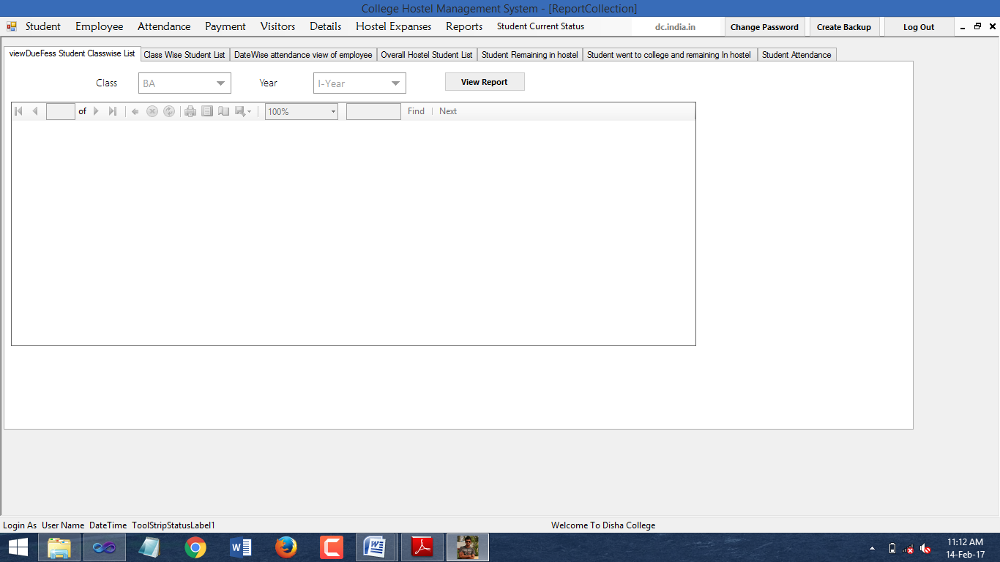 College Hostel Management System - [ReportCollection]
Student Employee Attendance Payment Visitors Details Hostel Expanses Reports Student Current Status dc.india.in Change Password Create Backup Log Out
viewDueFess Student Classwise List Class Wise Student List DateWise attendance view of employee Overall Hostel Student List Student Remaining in hostel Student went to college and remaining In hostel Student Attendance
Class BA Year I-Year View Report
of 100% Find Next
Login As User Name DateTime ToolStripStatusLabel1 Welcome To Disha College
11:12 AM
14-Feb-17